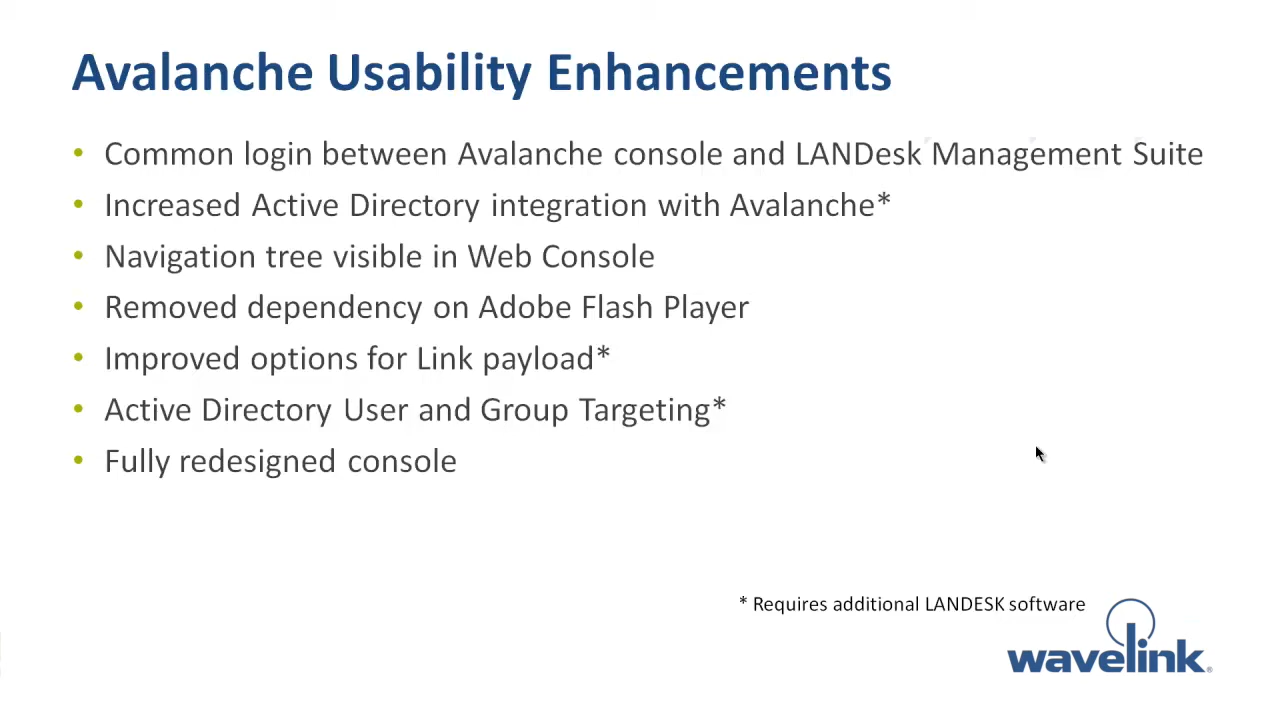 Avalanche Usability Enhancements
• Common login between Avalanche console and LANDesk Management Suite
• Increased Active Directory integration with Avalanche*
• Navigation tree visible in Web Console
• Removed dependency on Adobe Flash Player
• Improved options for Link payload*
• Active Directory User and Group Targeting*
• Fully redesigned console
* Requires additional LANDESK software
wavelink®